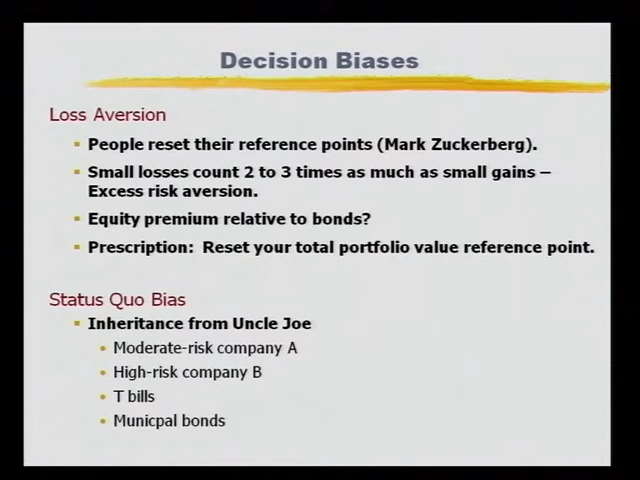 Decision Biases
Loss Aversion
People reset their reference points (Mark Zuckerberg).
Small losses count 2 to 3 times as much as small gains –
Excess risk aversion.
Equity premium relative to bonds?
Prescription: Reset your total portfolio value reference point.
Status Quo Bias
Inheritance from Uncle Joe
Moderate-risk company A
High-risk company B
T bills
Municpal bonds